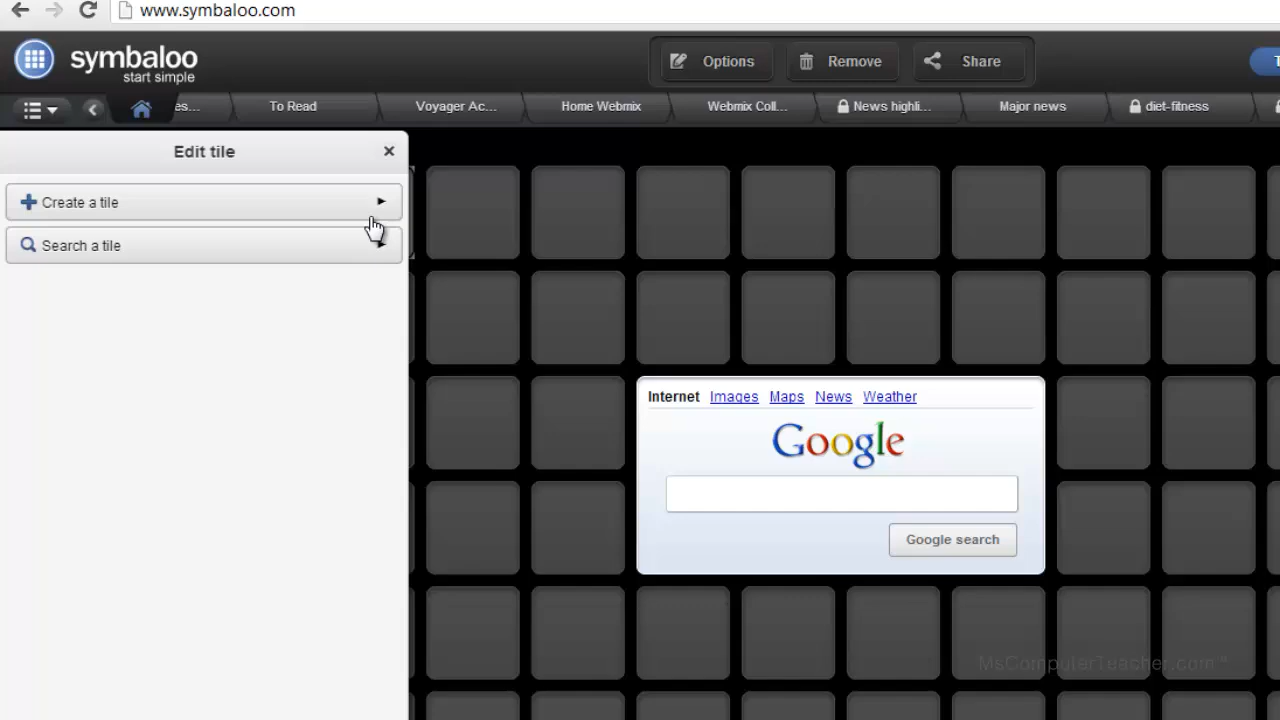 www.symbaloo.com
symbaloo
start simple
Options
Remove
Share
es...
To Read
Voyager Ac...
Home Webmix
Webmix Coll...
News highli...
Major news
diet-fitness
Edit tile
Create a tile
Search a tile
Internet Images Maps News Weather
Google
Google search
MsComputerTeacher.com